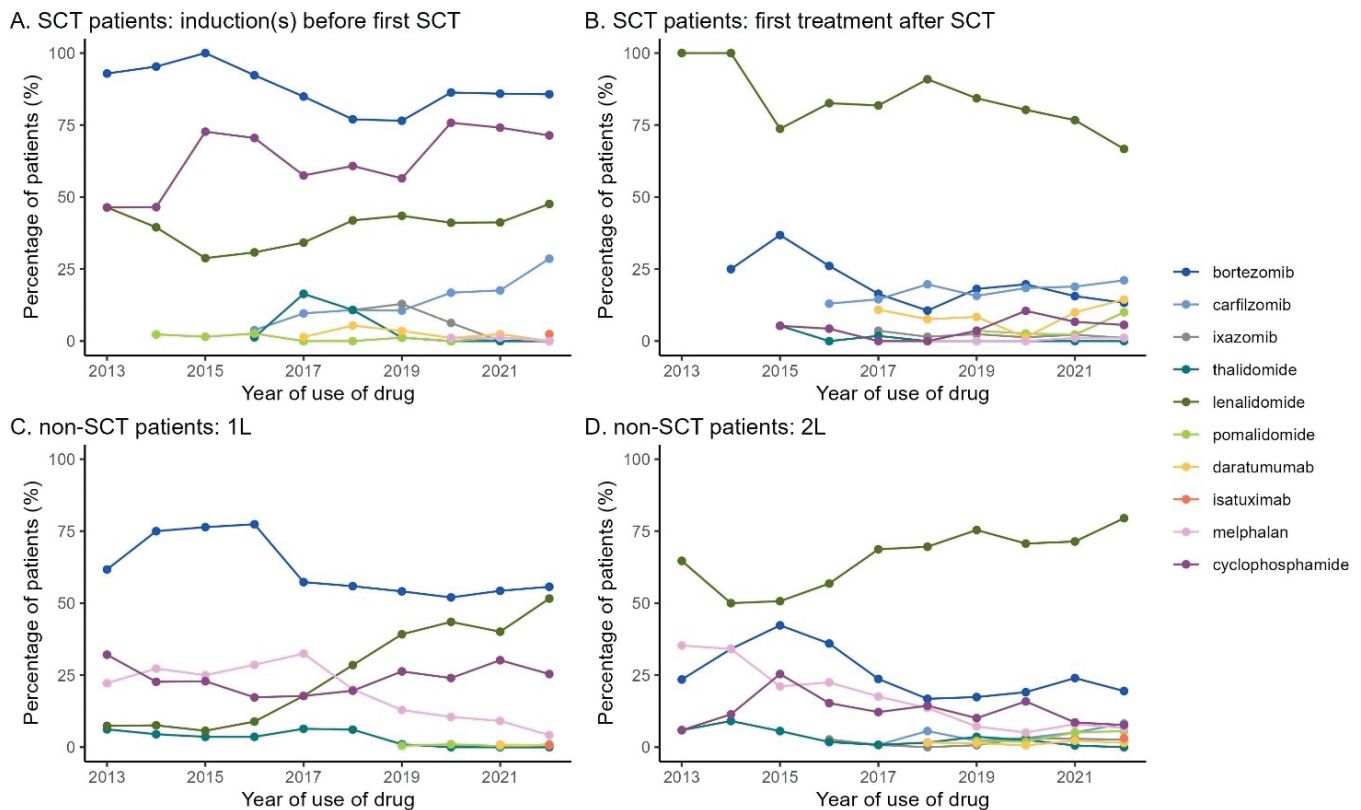 A. SCT patients: induction(s) before first SCT
Percentage of patients (%)
100
75
50
25
0
2013 2015 2017 2019 2021
Year of use of drug
B. SCT patients: first treatment after SCT
Percentage of patients (%)
100
75
50
25
0
2013 2015 2017 2019 2021
Year of use of drug
C. non-SCT patients: 1L
Percentage of patients (%)
100
75
50
25
0
2013 2015 2017 2019 2021
Year of use of drug
D. non-SCT patients: 2L
Percentage of patients (%)
100
75
50
25
0
2013 2015 2017 2019 2021
Year of use of drug
bortezomib
carfilzomib
ixazomib
thalidomide
lenalidomide
pomalidomide
daratumumab
isatuximab
melphalan
cyclophosphamide